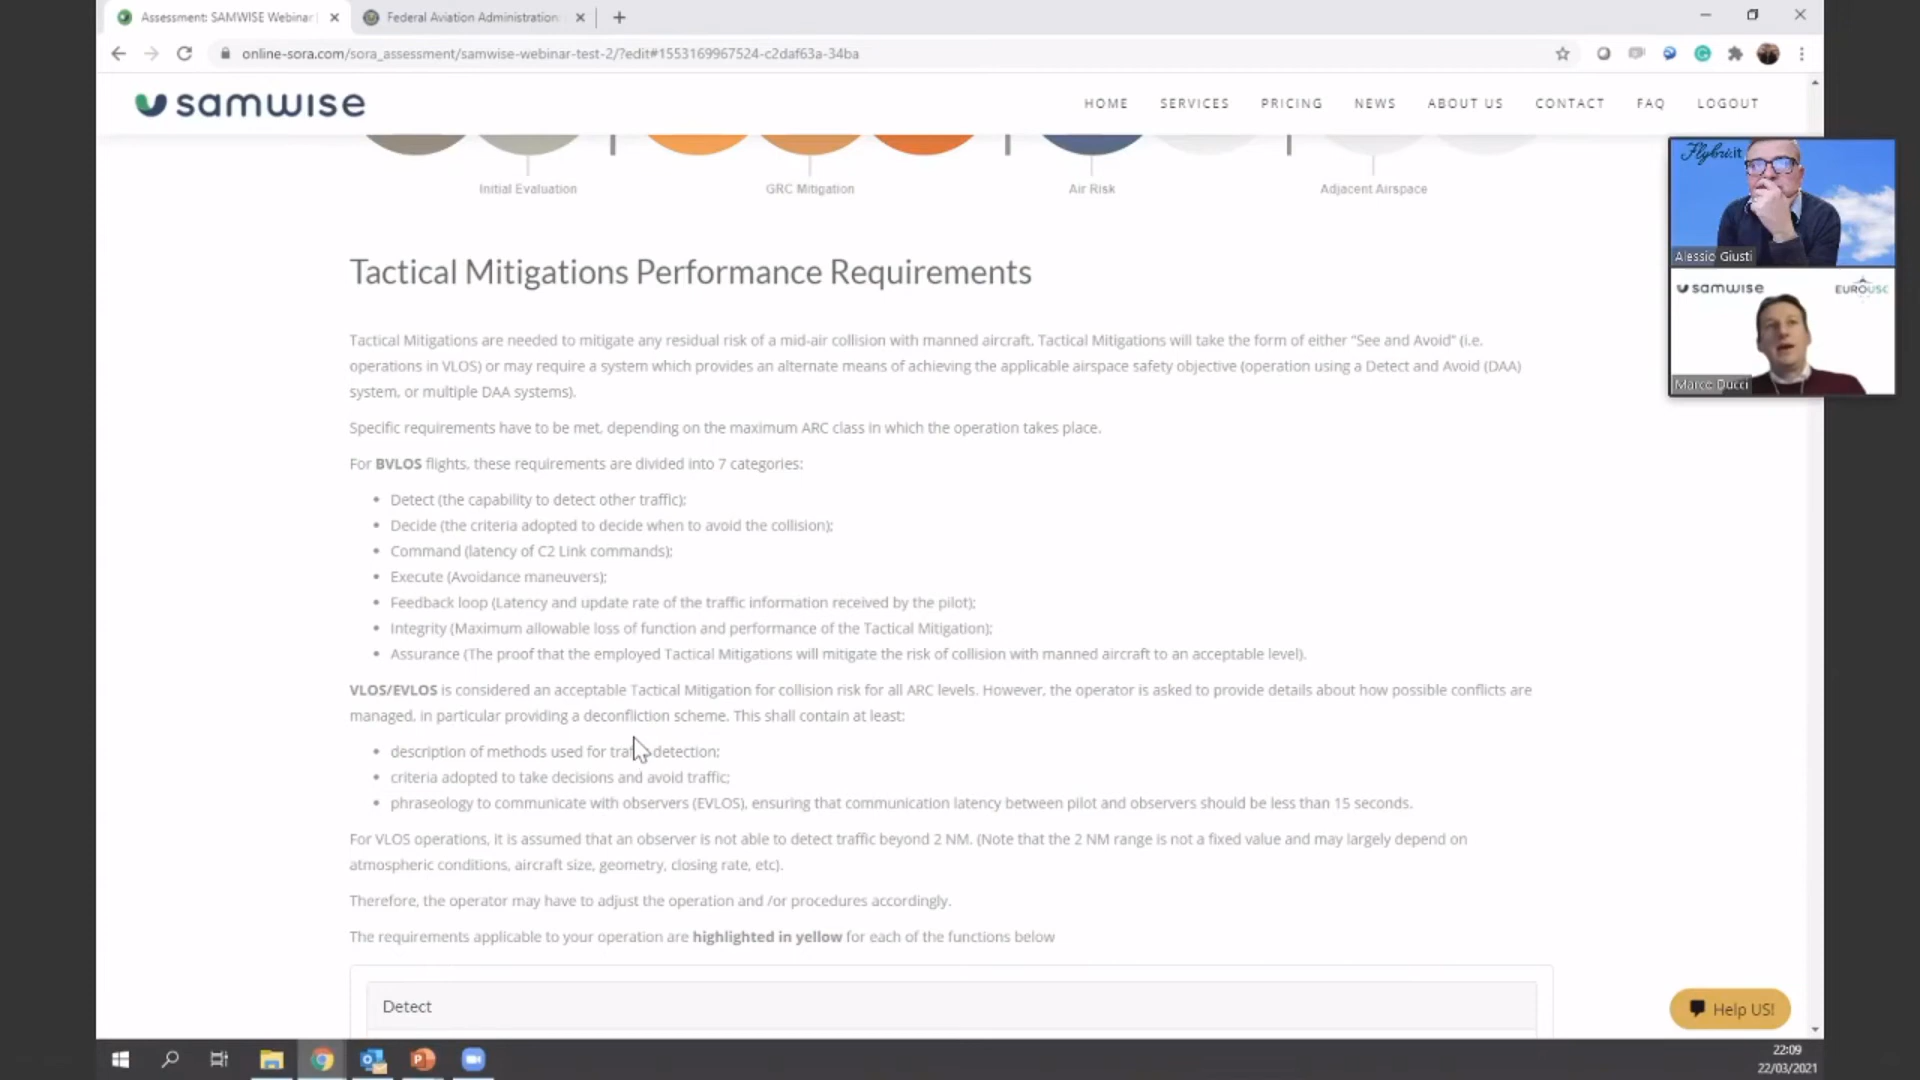 Assessment: SAMWISE Webinar
Federal Aviation Administration
online-sora.com/sora_assessment/samwise-webinar-test-2/?edit#1553169967524-c2daf63a-34ba
samwise
HOME SERVICES PRICING NEWS ABOUT US CONTACT FAQ LOGOUT
Initial Evaluation
GRC Mitigation
Air Risk
Adjacent Airspace
Flybri.it
Alessio Giusti
samwise
EUROUSC
Marco Ducci
Tactical Mitigations Performance Requirements
Tactical Mitigations are needed to mitigate any residual risk of a mid-air collision with manned aircraft. Tactical Mitigations will take the form of either “See and Avoid” (i.e.
operations in VLOS) or may require a system which provides an alternate means of achieving the applicable airspace safety objective (operation using a Detect and Avoid (DAA)
system, or multiple DAA systems).
Specific requirements have to be met, depending on the maximum ARC class in which the operation takes place.
For BVLOS flights, these requirements are divided into 7 categories:
• Detect (the capability to detect other traffic);
• Decide (the criteria adopted to decide when to avoid the collision);
• Command (latency of C2 Link commands);
• Execute (Avoidance maneuvers);
• Feedback loop (Latency and update rate of the traffic information received by the pilot);
• Integrity (Maximum allowable loss of function and performance of the Tactical Mitigation);
• Assurance (The proof that the employed Tactical Mitigations will mitigate the risk of collision with manned aircraft to an acceptable level).
VLOS/EVLOS is considered an acceptable Tactical Mitigation for collision risk for all ARC levels. However, the operator is asked to provide details about how possible conflicts are
managed, in particular providing a deconfliction scheme. This shall contain at least:
• description of methods used for traffic detection;
• criteria adopted to take decisions and avoid traffic;
• phraseology to communicate with observers (EVLOS), ensuring that communication latency between pilot and observers should be less than 15 seconds.
For VLOS operations, it is assumed that an observer is not able to detect traffic beyond 2 NM. (Note that the 2 NM range is not a fixed value and may largely depend on
atmospheric conditions, aircraft size, geometry, closing rate, etc).
Therefore, the operator may have to adjust the operation and /or procedures accordingly.
The requirements applicable to your operation are highlighted in yellow for each of the functions below
Detect
Help US!
22:09
22/03/2021